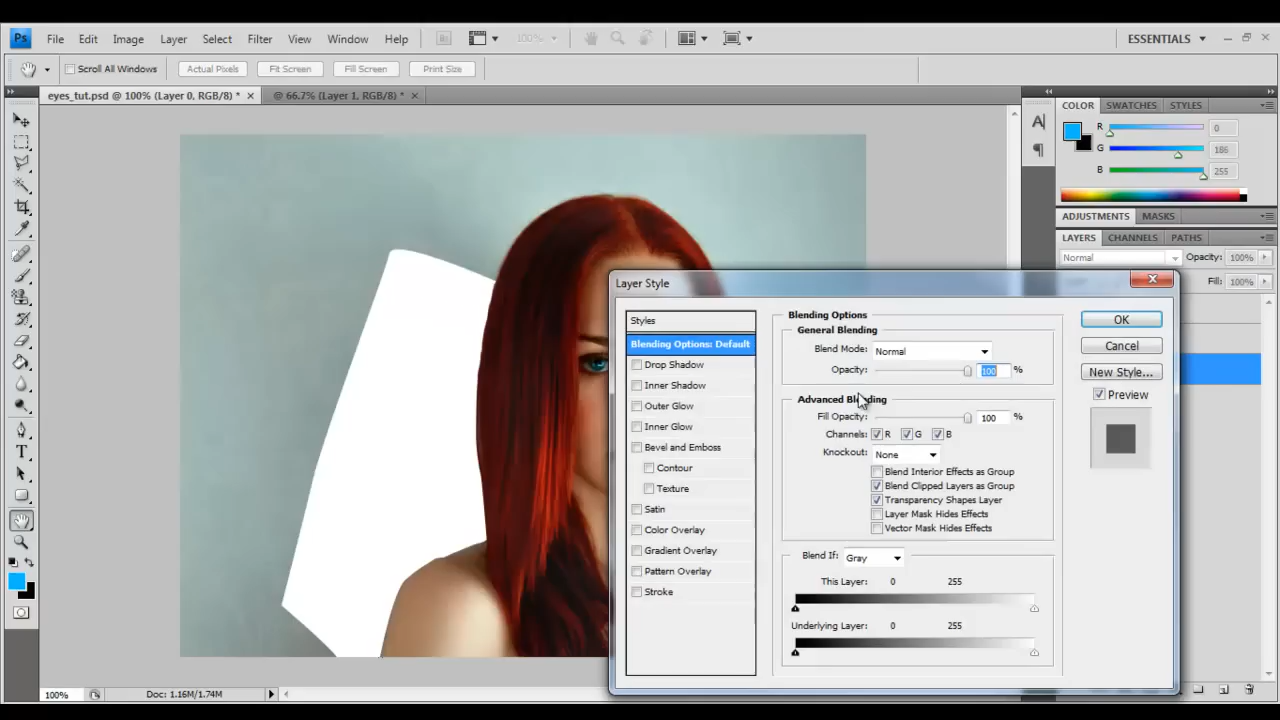 Ps File Edit Image Layer Select Filter View Window Help 100% ESSENTIALS
Scroll All Windows Actual Pixels Fit Screen Fill Screen Print Size
eyes_tut.psd @ 100% (Layer 0, RGB/8) * @ 66.7% (Layer 1, RGB/8) *
COLOR SWATCHES STYLES
R 0
G 186
B 255
ADJUSTMENTS MASKS
LAYERS CHANNELS PATHS
Normal Opacity: 100%
Fill: 100%
Layer Style
Styles
Blending Options: Default
Drop Shadow
Inner Shadow
Outer Glow
Inner Glow
Bevel and Emboss
Contour
Texture
Satin
Color Overlay
Gradient Overlay
Pattern Overlay
Stroke
Blending Options
General Blending
Blend Mode: Normal
Opacity: 100 %
Advanced Blending
Fill Opacity: 100 %
Channels: R G B
Knockout: None
Blend Interior Effects as Group
Blend Clipped Layers as Group
Transparency Shapes Layer
Layer Mask Hides Effects
Vector Mask Hides Effects
Blend If: Gray
This Layer: 0 255
Underlying Layer: 0 255
OK
Cancel
New Style...
Preview
100% Doc: 1.16M/1.74M